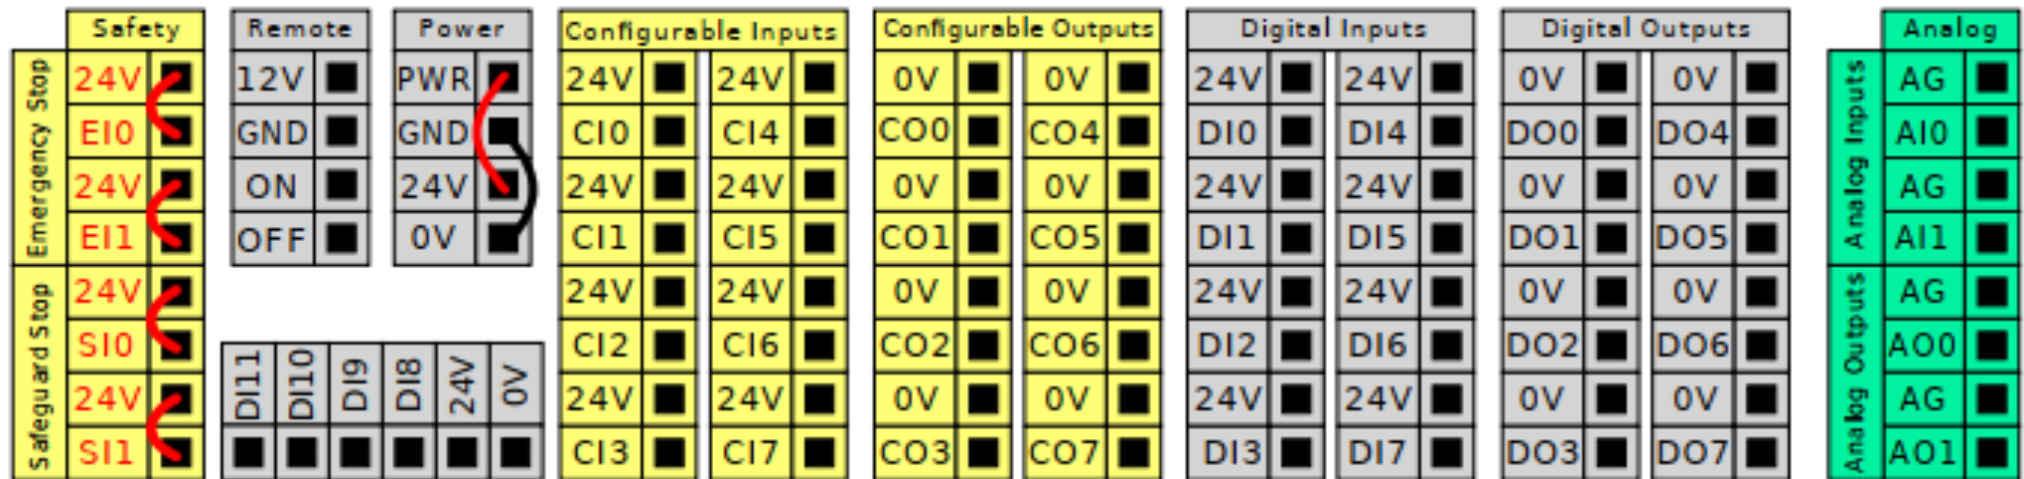 Safety
Emergency Stop
24V
EI0
24V
EI1
Safeguard Stop
24V
SI0
24V
SI1
Remote
12V
GND
ON
OFF
Power
PWR
GND
24V
0V
DI11
DI10
DI9
DI8
24V
0V
Configurable Inputs
24V 24V
CI0 CI4
24V 24V
CI1 CI5
24V 24V
CI2 CI6
24V 24V
CI3 CI7
Configurable Outputs
0V 0V
CO0 CO4
0V 0V
CO1 CO5
0V 0V
CO2 CO6
0V 0V
CO3 CO7
Digital Inputs
24V 24V
DI0 DI4
24V 24V
DI1 DI5
24V 24V
DI2 DI6
24V 24V
DI3 DI7
Digital Outputs
0V 0V
DO0 DO4
0V 0V
DO1 DO5
0V 0V
DO2 DO6
0V 0V
DO3 DO7
Analog
Analog Inputs
AG
AI0
AG
AI1
Analog Outputs
AG
AO0
AG
AO1